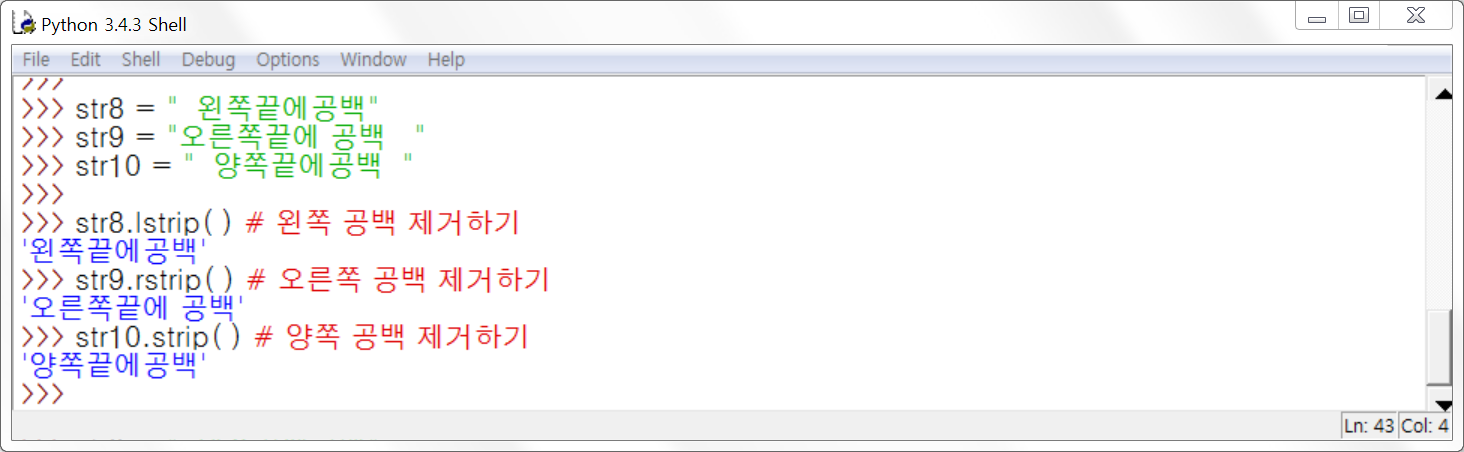 Python 3.4.3 Shell
File Edit Shell Debug Options Window Help
>>>
>>> str8 = "  왼쪽끝에공백"
>>> str9 = "오른쪽끝에 공백  "
>>> str10 = "  양쪽끝에공백  "
>>>
>>> str8.lstrip() # 왼쪽 공백 제거하기
'왼쪽끝에공백'
>>> str9.rstrip() # 오른쪽 공백 제거하기
'오른쪽끝에 공백'
>>> str10.strip() # 양쪽 공백 제거하기
'양쪽끝에공백'
>>>
Ln: 43 Col: 4